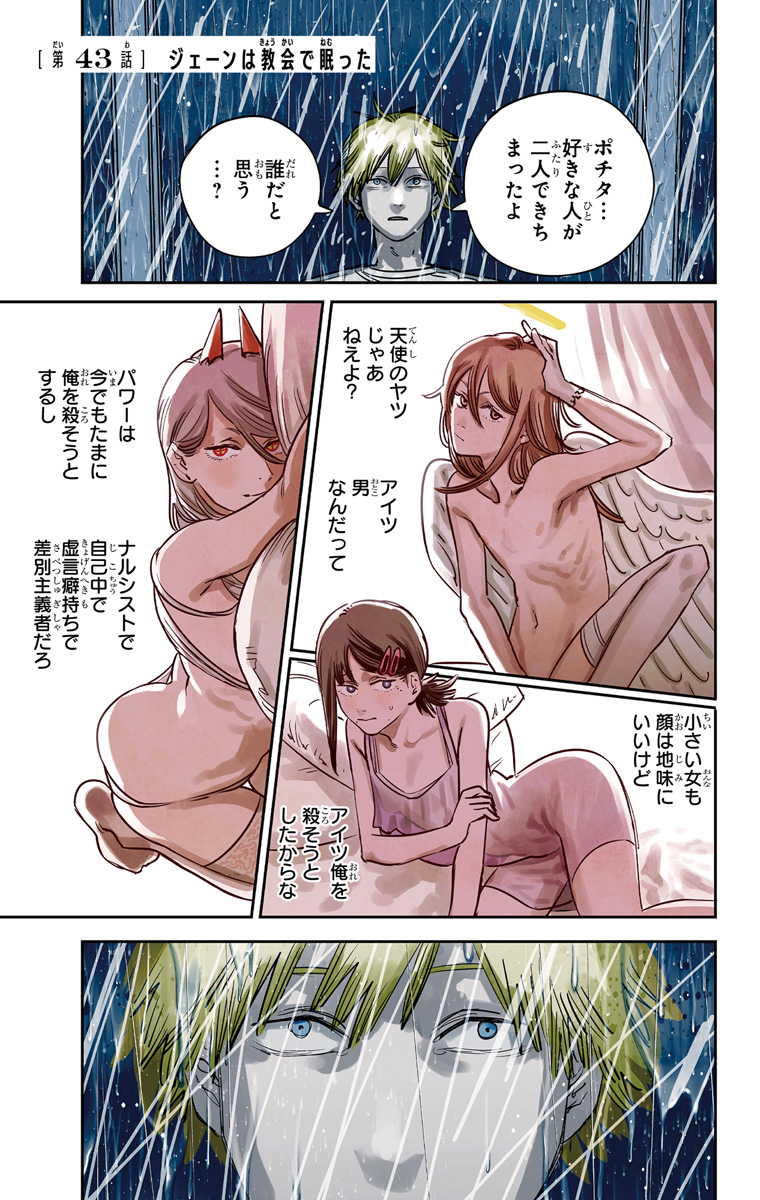 [第43話] ジェーンは教会で眠った
ポチタ…
好きな人が
二人できち
まったよ
誰だと
思う
…?
天使のヤツ
じゃあ
ねえよ?
アイツ
男
なんだって
パワーは
今でもたまに
俺を殺そうと
するし
ナルシストで
自己中で
虚言癖持ちで
差別主義者だろ
小さい女も
顔は地味に
いいけど
アイツ俺を
殺そうと
したからな